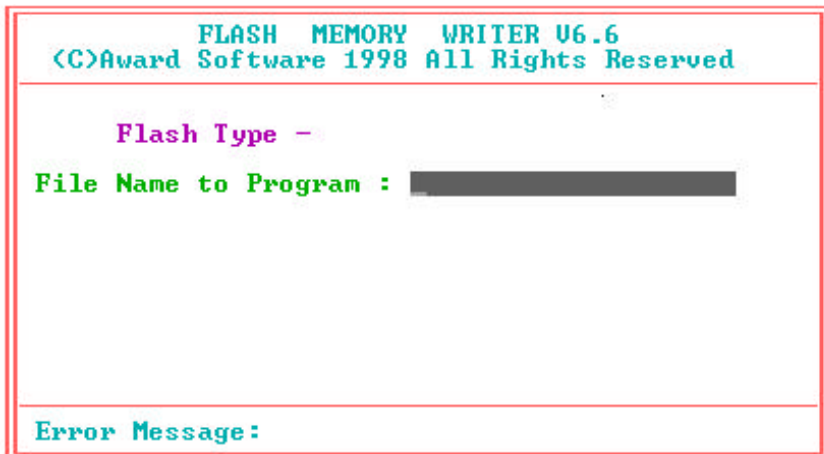 FLASH MEMORY WRITER V6.6
(C)Award Software 1998 All Rights Reserved
Flash Type -
File Name to Program :
Error Message: